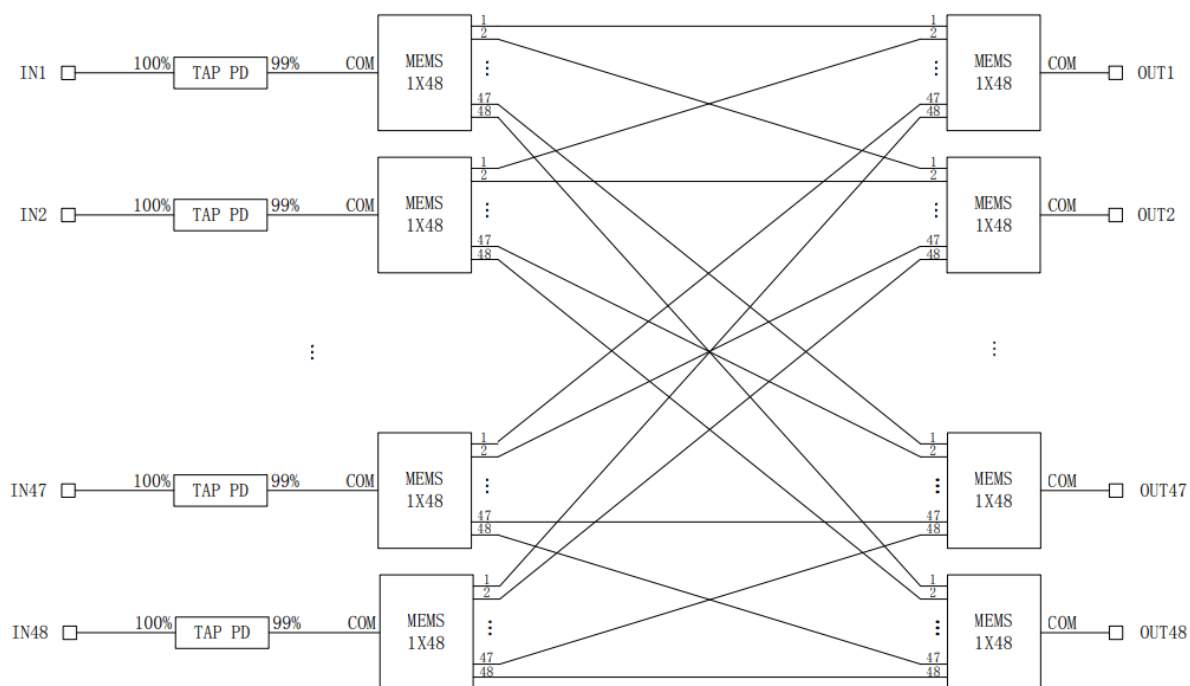 IN1 100% TAP PD 99% COM MEMS 1X48 1 2 ⋮ 47 48
1 2 ⋮ 47 48 MEMS 1X48 COM OUT1
IN2 100% TAP PD 99% COM MEMS 1X48 1 2 ⋮ 47 48
1 2 ⋮ 47 48 MEMS 1X48 COM OUT2
⋮ ⋮
IN47 100% TAP PD 99% COM MEMS 1X48 1 2 ⋮ 47 48
1 2 ⋮ 47 48 MEMS 1X48 COM OUT47
IN48 100% TAP PD 99% COM MEMS 1X48 1 2 ⋮ 47 48
1 2 ⋮ 47 48 MEMS 1X48 COM OUT48